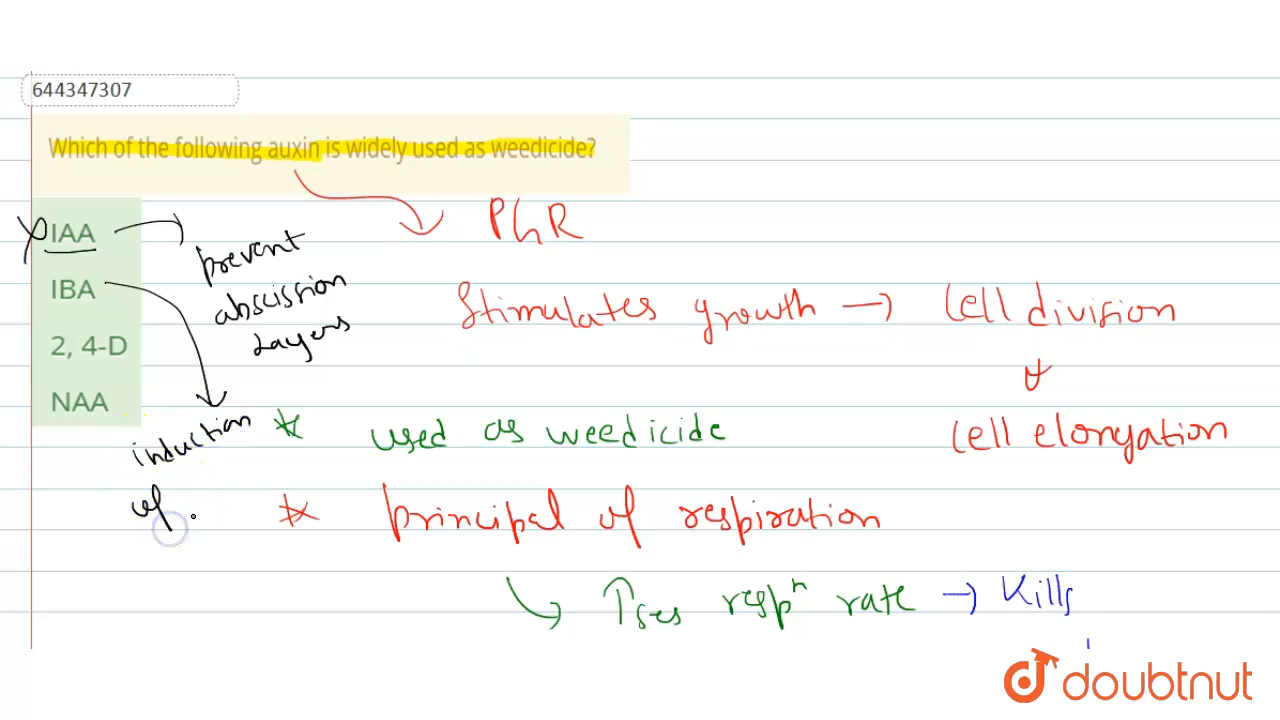 644347307
Which of the following auxin is widely used as weedicide?
IAA
IBA
2, 4-D
NAA
PGR
prevent
abscission
Layers
Stimulates growth → Cell division
&
Cell elongation
induction
of
* used as weedicide
* principal of respiration
↳ ↑ses respⁿ rate → Kills
doubtnut